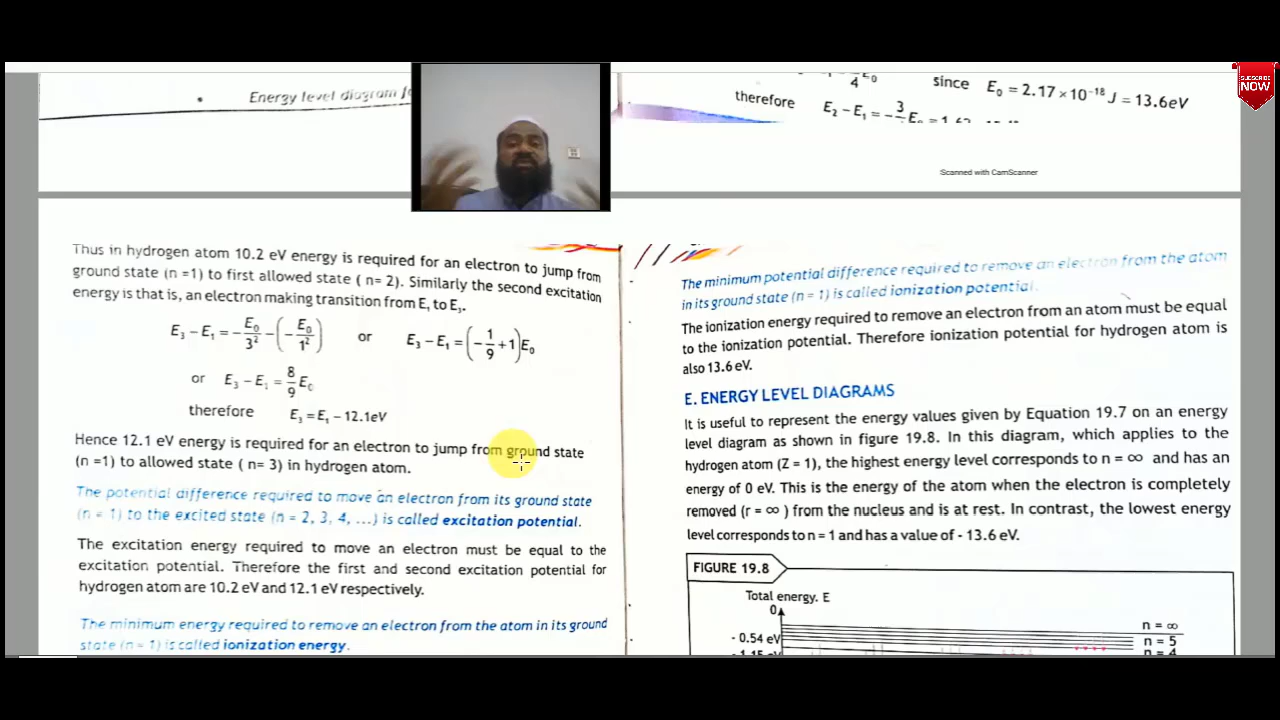 Energy level diagram
since E₀ = 2.17 × 10⁻¹⁸ J = 13.6eV
therefore E₂ – E₁ = –
SUBSCRIBE
NOW
Scanned with CamScanner
Thus in hydrogen atom 10.2 eV energy is required for an electron to jump from
ground state (n =1) to first allowed state ( n= 2). Similarly the second excitation
energy is that is, an electron making transition from E₁ to E₃.
E₃ – E₁ = – E₀/3² – (– E₀/1²) or E₃ – E₁ = (– 1/9 + 1)E₀
or E₃ – E₁ = 8/9 E₀
therefore E₃ = E₁ – 12.1eV
Hence 12.1 eV energy is required for an electron to jump from ground state
(n =1) to allowed state ( n= 3) in hydrogen atom.
The potential difference required to move an electron from its ground state
(n = 1) to the excited state (n = 2, 3, 4, ...) is called excitation potential.
The excitation energy required to move an electron must be equal to the
excitation potential. Therefore the first and second excitation potential for
hydrogen atom are 10.2 eV and 12.1 eV respectively.
The minimum energy required to remove an electron from the atom in its ground
state (n = 1) is called ionization energy.
The minimum potential difference required to remove an electron from the atom
in its ground state (n = 1) is called ionization potential.
The ionization energy required to remove an electron from an atom must be equal
to the ionization potential. Therefore ionization potential for hydrogen atom is
also 13.6 eV.
E. ENERGY LEVEL DIAGRAMS
It is useful to represent the energy values given by Equation 19.7 on an energy
level diagram as shown in figure 19.8. In this diagram, which applies to the
hydrogen atom (Z = 1), the highest energy level corresponds to n = ∞ and has an
energy of 0 eV. This is the energy of the atom when the electron is completely
removed (r = ∞ ) from the nucleus and is at rest. In contrast, the lowest energy
level corresponds to n = 1 and has a value of - 13.6 eV.
FIGURE 19.8
Total energy. E
0
n = ∞
- 0.54 eV n = 5
n = 4